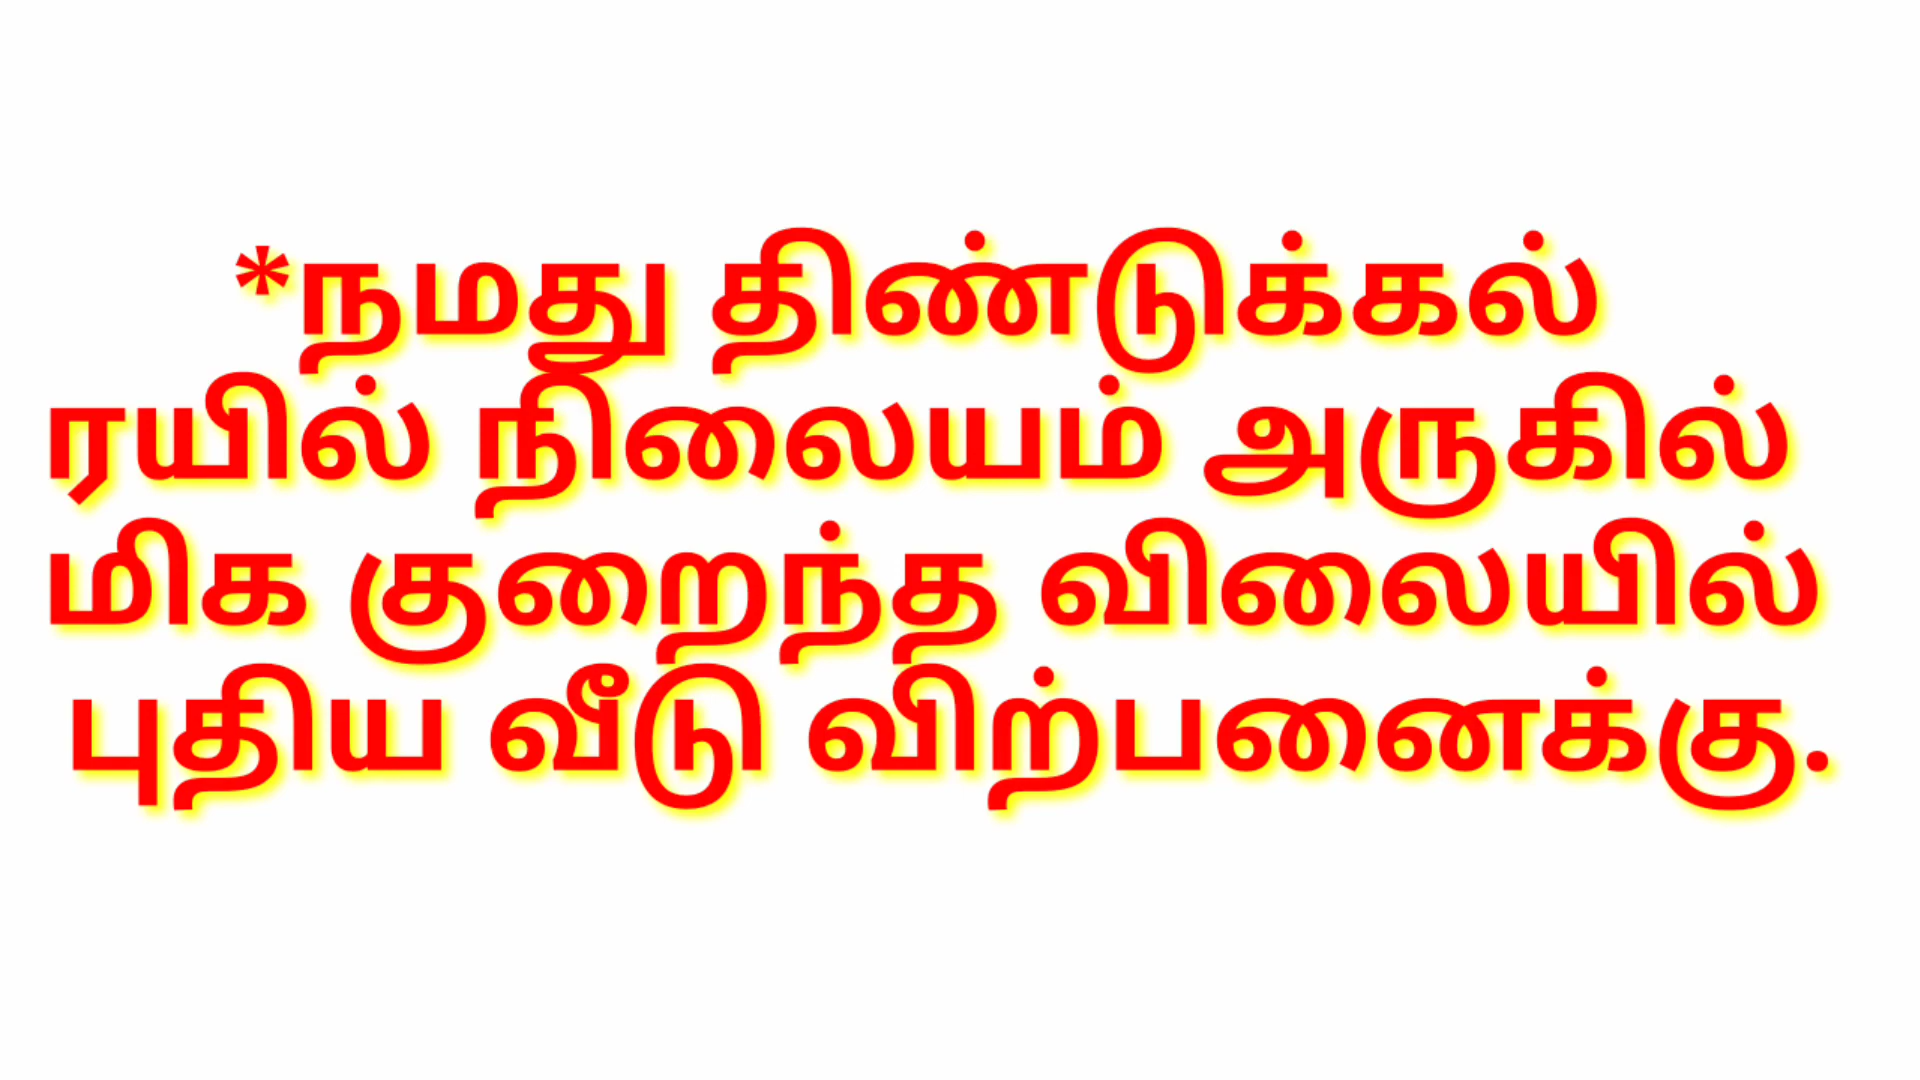 *நமது திண்டுக்கல்
ரயில் நிலையம் அருகில்
மிக குறைந்த விலையில்
புதிய வீடு விற்பனைக்கு.